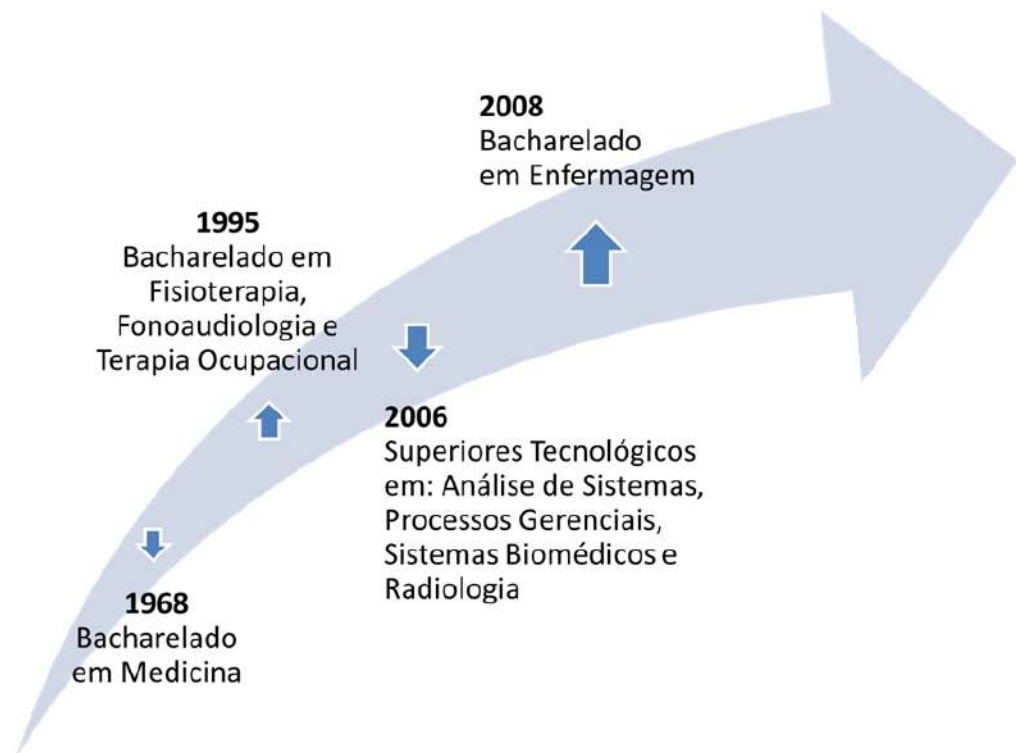 2008
Bacharelado
em Enfermagem
1995
Bacharelado em
Fisioterapia,
Fonoaudiologia e
Terapia Ocupacional
2006
Superiores Tecnológicos
em: Análise de Sistemas,
Processos Gerenciais,
Sistemas Biomédicos e
Radiologia
1968
Bacharelado
em Medicina